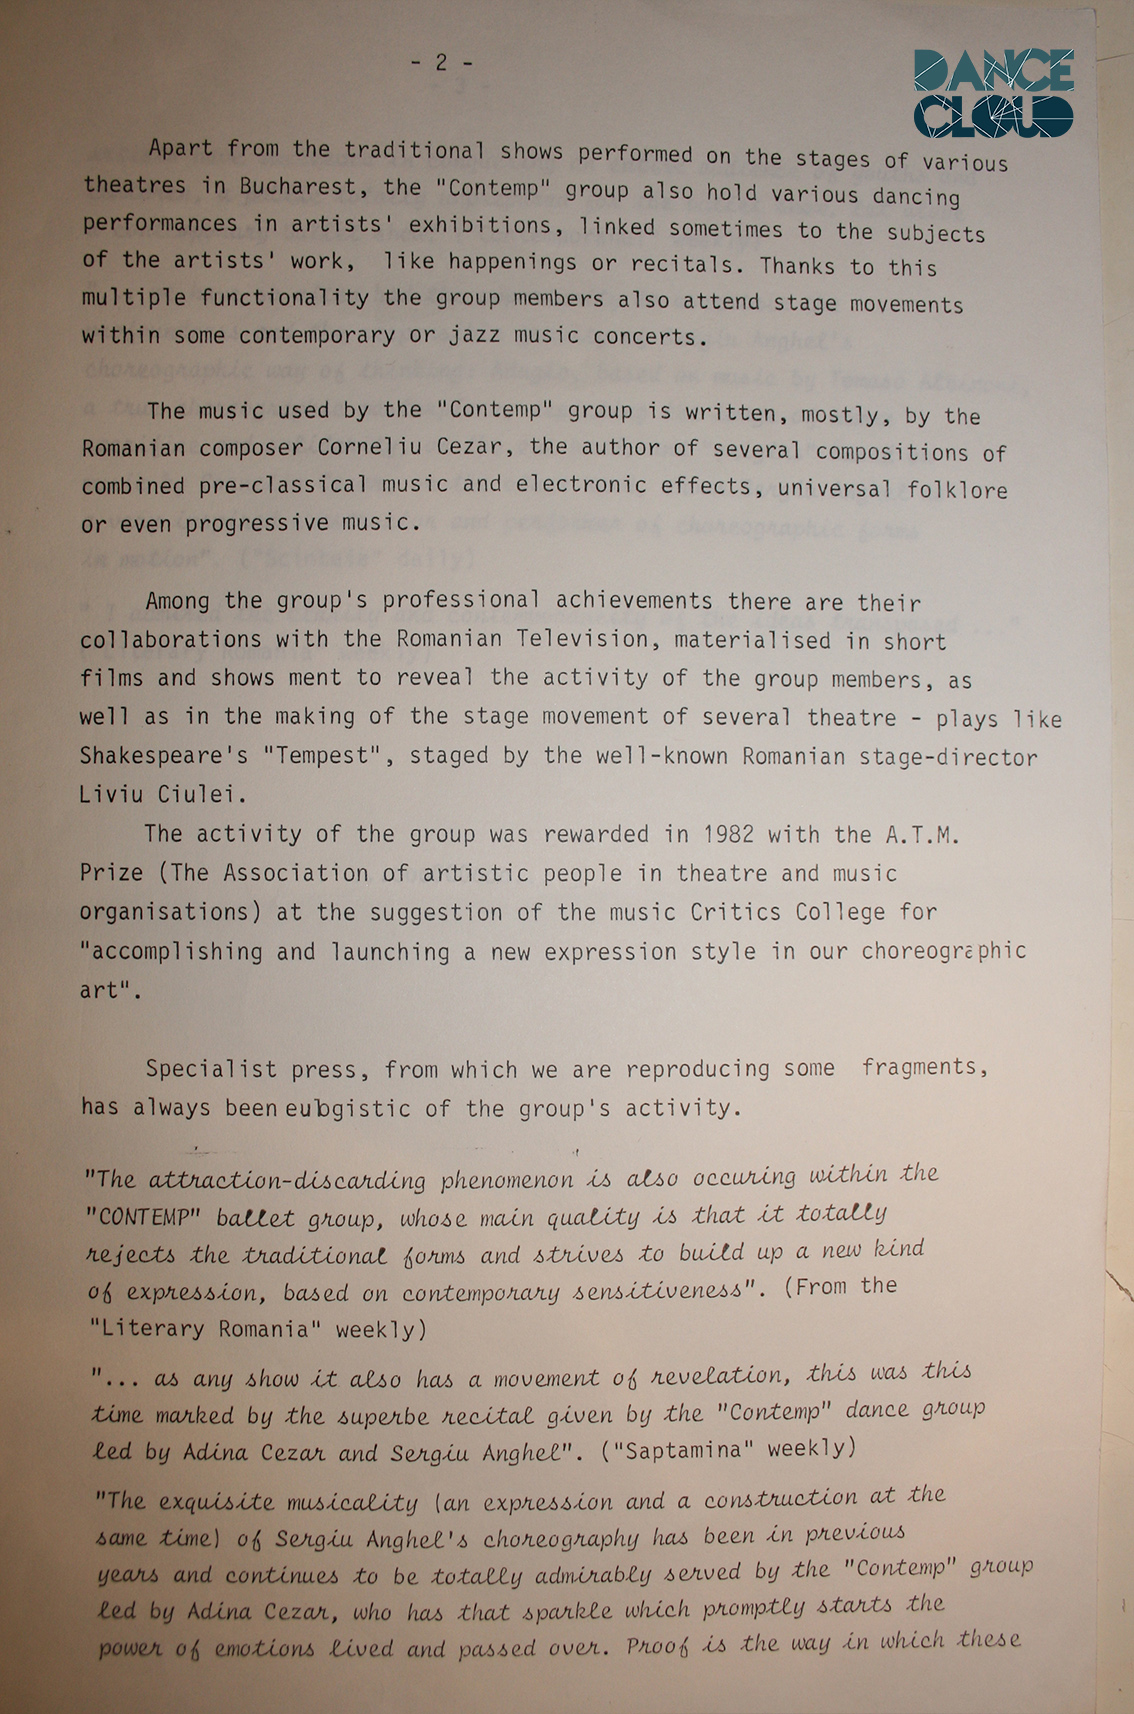 - 2 -
DANCE
CLOUD
Apart from the traditional shows performed on the stages of various
theatres in Bucharest, the "Contemp" group also hold various dancing
performances in artists' exhibitions, linked sometimes to the subjects
of the artists' work, like happenings or recitals. Thanks to this
multiple functionality the group members also attend stage movements
within some contemporary or jazz music concerts.
The music used by the "Contemp" group is written, mostly, by the
Romanian composer Corneliu Cezar, the author of several compositions of
combined pre-classical music and electronic effects, universal folklore
or even progressive music.
Among the group's professional achievements there are their
collaborations with the Romanian Television, materialised in short
films and shows ment to reveal the activity of the group members, as
well as in the making of the stage movement of several theatre - plays like
Shakespeare's "Tempest", staged by the well-known Romanian stage-director
Liviu Ciulei.
The activity of the group was rewarded in 1982 with the A.T.M.
Prize (The Association of artistic people in theatre and music
organisations) at the suggestion of the music Critics College for
"accomplishing and launching a new expression style in our choreographic
art".
Specialist press, from which we are reproducing some fragments,
has always been eulogistic of the group's activity.
"The attraction-discarding phenomenon is also occuring within the
"CONTEMP" ballet group, whose main quality is that it totally
rejects the traditional forms and strives to build up a new kind
of expression, based on contemporary sensitiveness". (From the
"Literary Romania" weekly)
"... as any show it also has a movement of revelation, this was this
time marked by the superbe recital given by the "Contemp" dance group
led by Adina Cezar and Sergiu Anghel". ("Saptamina" weekly)
"The exquisite musicality (an expression and a construction at the
same time) of Sergiu Anghel's choreography has been in previous
years and continues to be totally admirably served by the "Contemp" group
led by Adina Cezar, who has that sparkle which promptly starts the
power of emotions lived and passed over. Proof is the way in which these